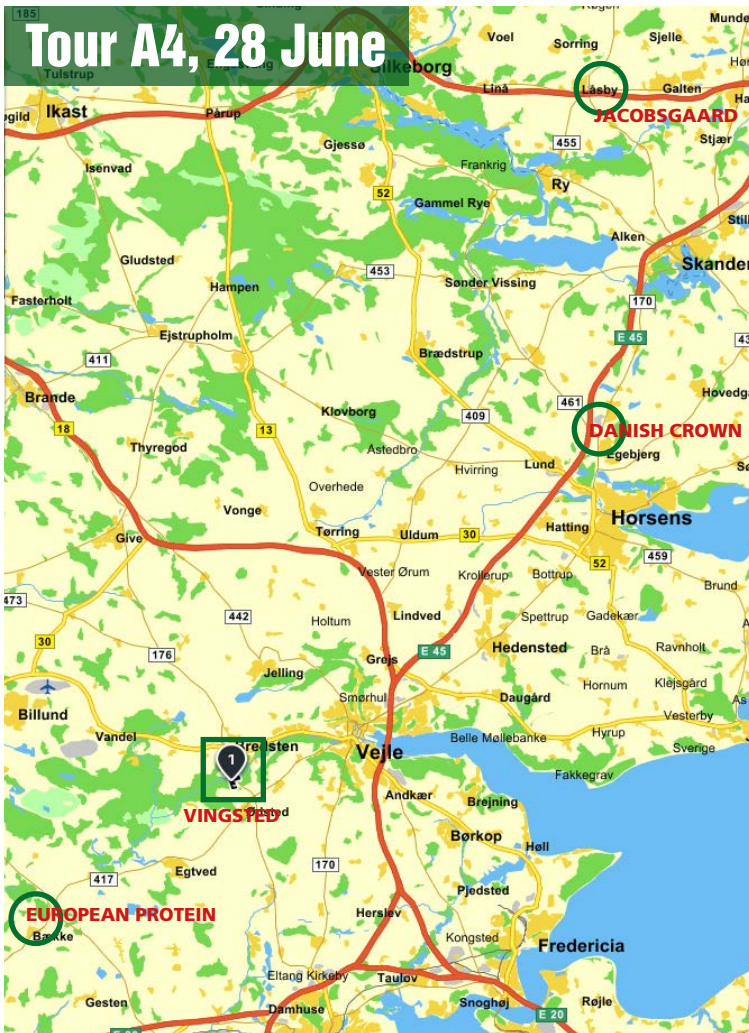 185
Tour A4, 28 June
Voel
Sorring
Sjelle
Tulstrup
Silkeborg
Linå
Låsby
Galten
Ikast
Pårup
JACOBSGAARD
Gjessø
455
Stjær
Isenvad
Frankrig
Ry
52
Gammel Rye
Alken
Gludsted
453
Hampen
Sønder Vissing
170
Fasterholt
E 45
Ejstrupholm
Brædstrup
411
Brande
461
Klovborg
409
18
13
DANISH CROWN
Thyregod
Åstedbro
Egebjerg
Hvirring
Lund
Overhede
Vonge
Horsens
Tørring
Uldum
30
Hatting
Give
459
52
Vester Ørum
Krollerup
Bottrup
Brund
473
442
Holtum
Lindved
Spettrup
Gadekær
30
176
E 45
Hedensted
Brå
Ravnholt
Grejs
Jelling
Hornum
Klejsgård
Smørhul
Daugård
Billund
Vesterby
Vandel
Belle Møllebanke
Hyrup
Vejle
Sverige
1
Fakkegrav
Andkær
Brejning
VINGSTED
Børkop
Høll
170
Egtved
417
Pjedsted
EUROPEAN PROTEIN
Herslev
Bække
Kongsted
Fredericia
Eltang Kirkeby
Taulov
Gesten
Damhuse
Snoghøj
Røjle
E 20